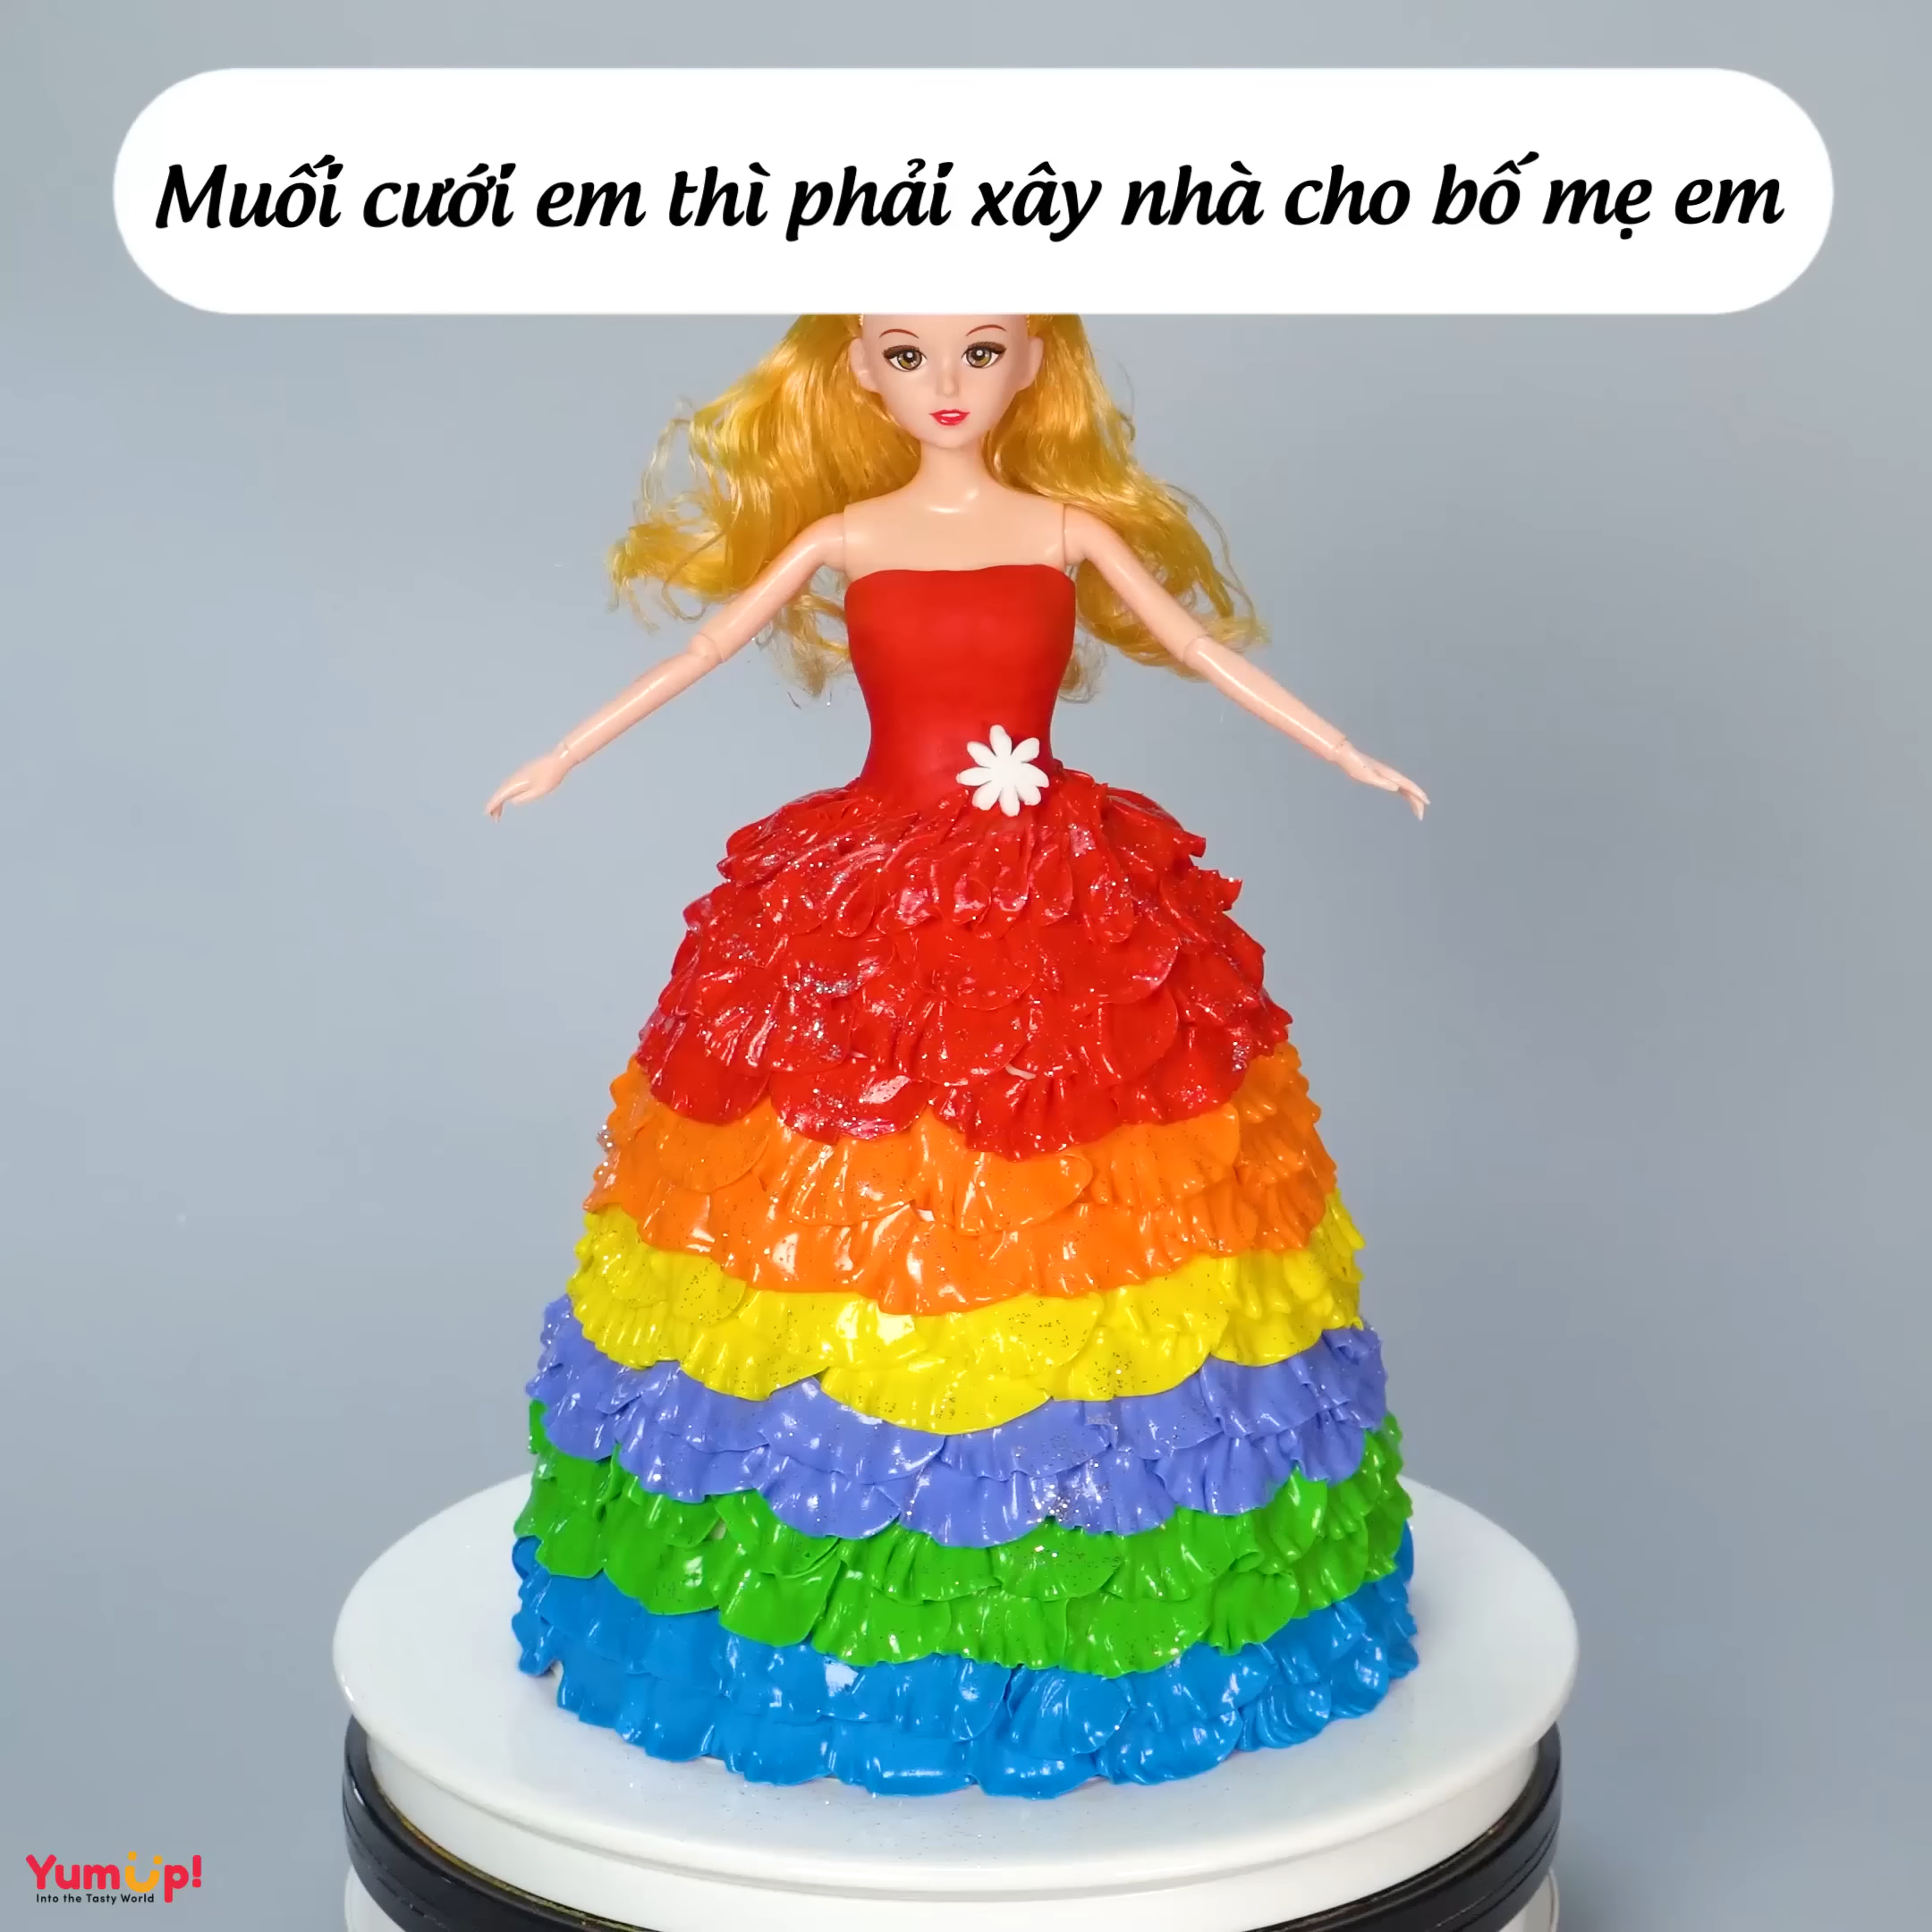 Muối cưới em thì phải xây nhà cho bố mẹ em
YumUp!
Into the Tasty World